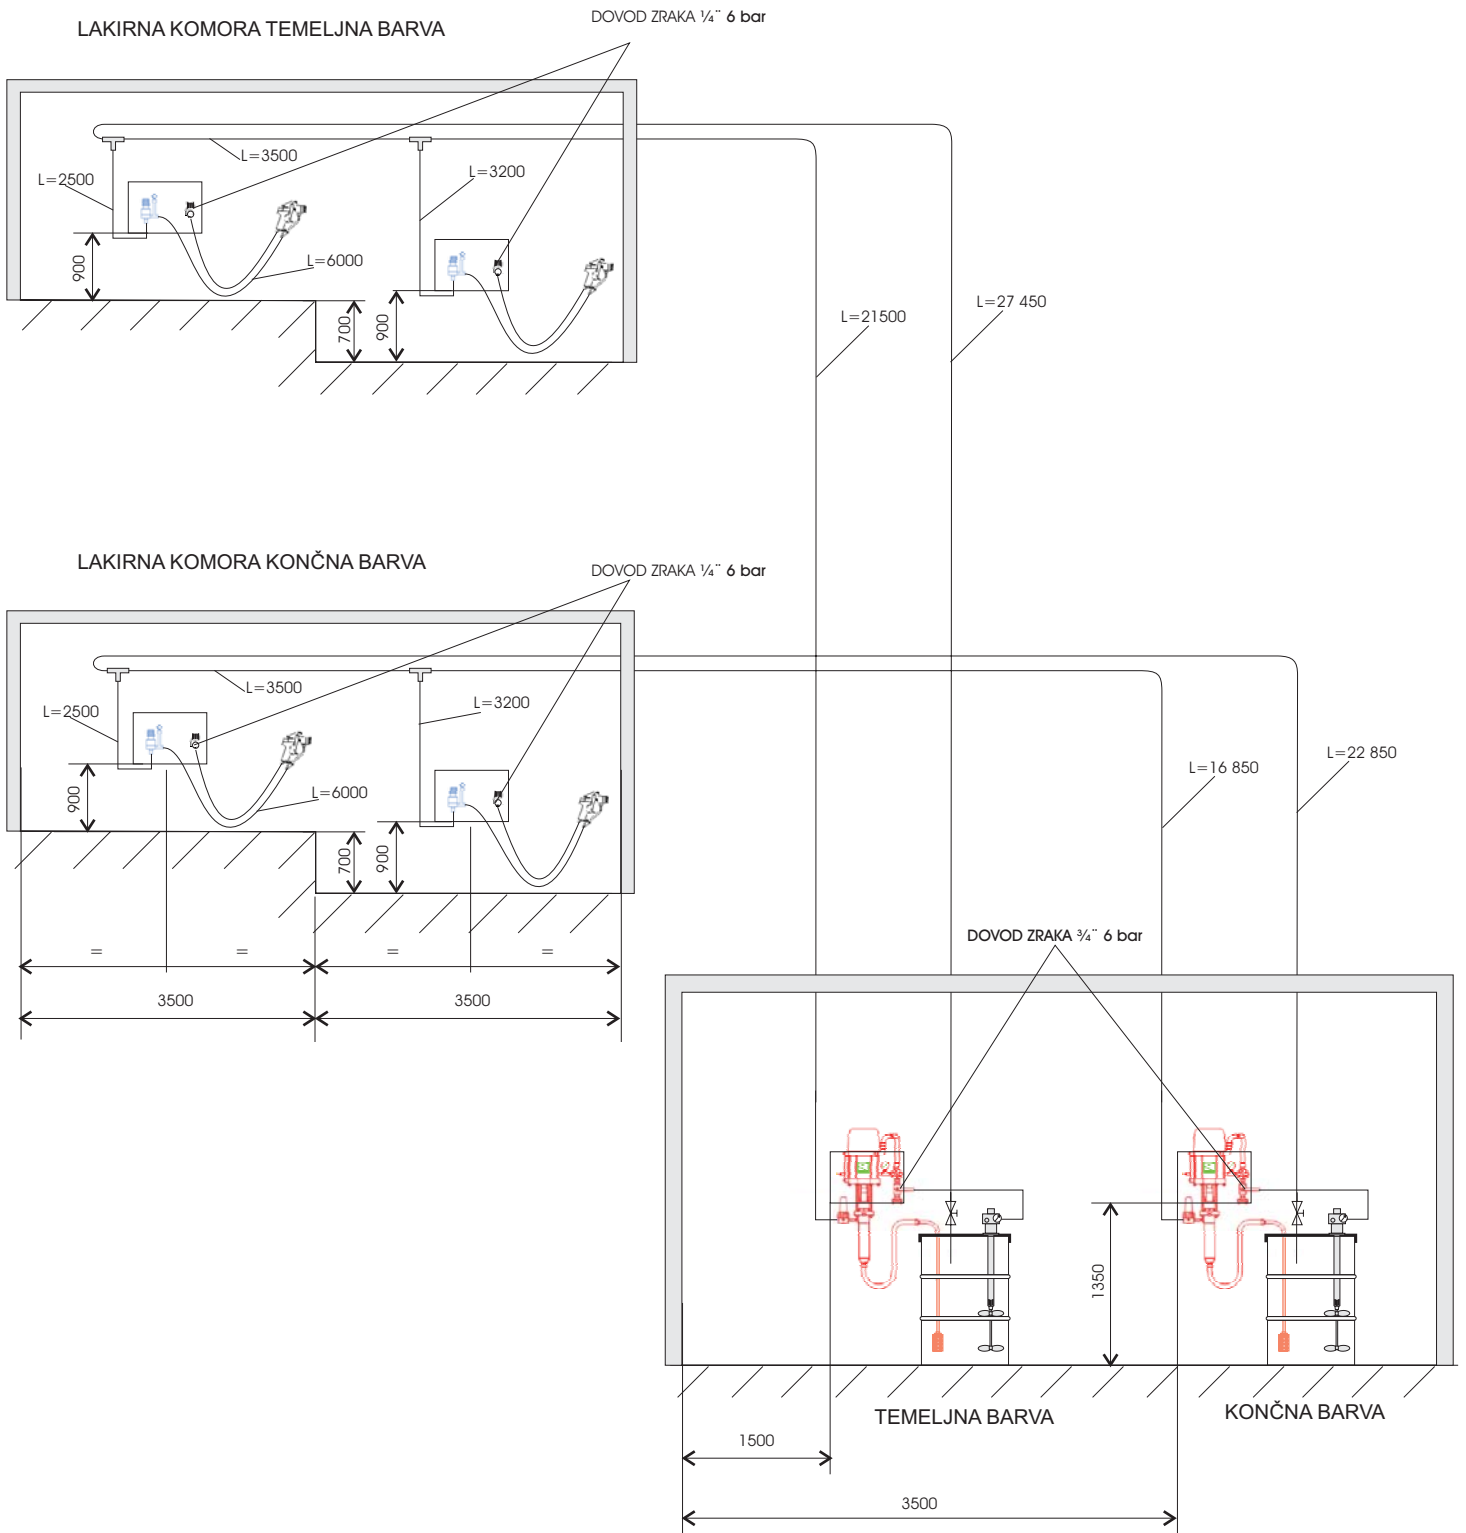 DOVOD ZRAKA ¼¨ 6 bar
LAKIRNA KOMORA TEMELJNA BARVA
L=3500
L=2500
L=3200
900
L=6000
700
900
L=27 450
L=21500
LAKIRNA KOMORA KONČNA BARVA
DOVOD ZRAKA ¼¨ 6 bar
L=3500
L=2500
L=3200
900
L=6000
700
900
L=22 850
L=16 850
=
=
=
=
3500
3500
DOVOD ZRAKA ¾¨ 6 bar
1350
TEMELJNA BARVA
KONČNA BARVA
1500
3500